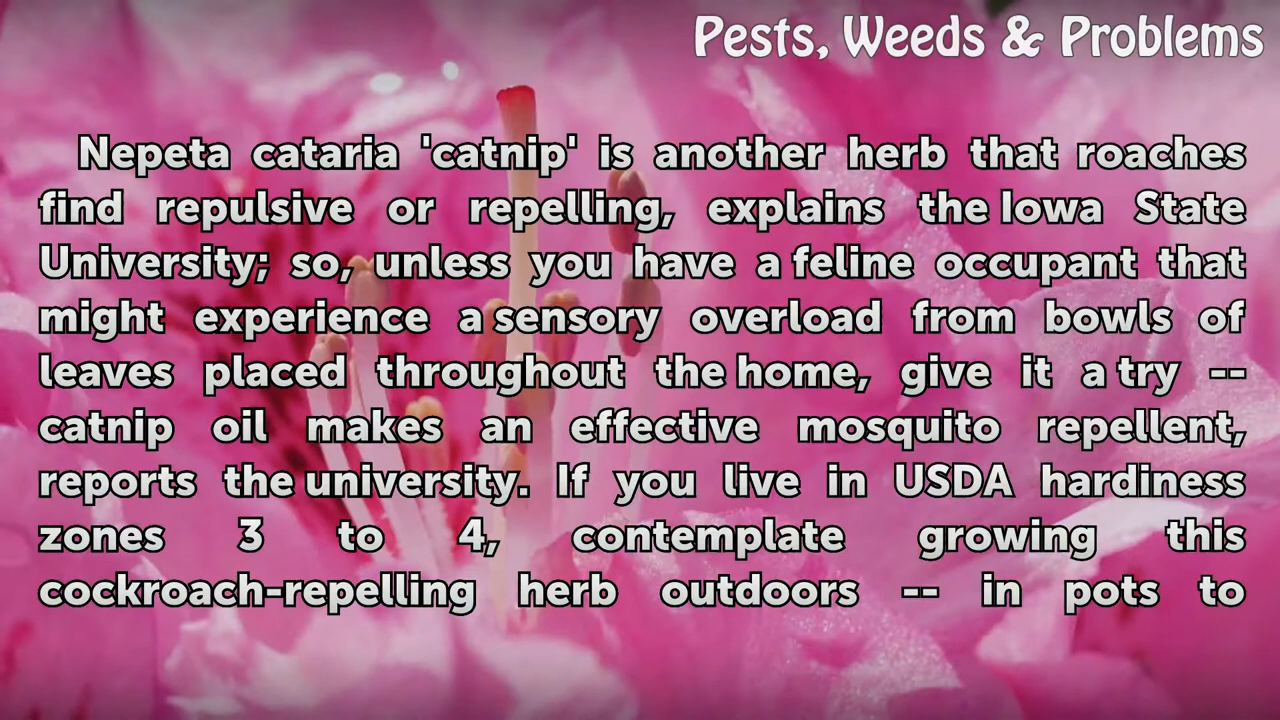 Pests, Weeds & Problems
Nepeta cataria 'catnip' is another herb that roaches
find repulsive or repelling, explains the Iowa State
University; so, unless you have a feline occupant that
might experience a sensory overload from bowls of
leaves placed throughout the home, give it a try --
catnip oil makes an effective mosquito repellent,
reports the university. If you live in USDA hardiness
zones 3 to 4, contemplate growing this
cockroach-repelling herb outdoors -- in pots to